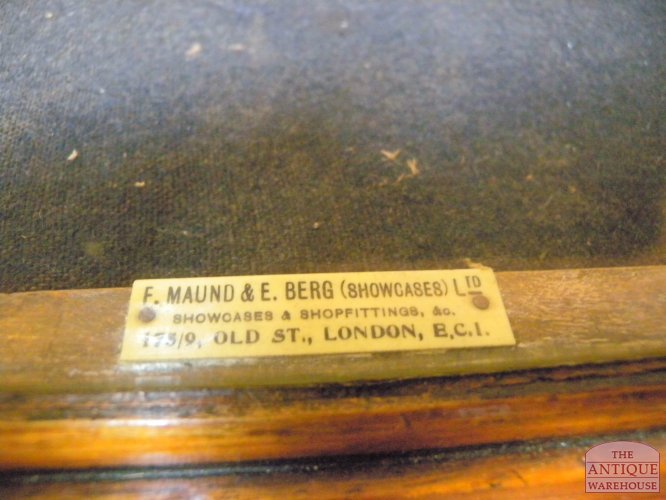 F. MAUND & E. BERG (SHOWCASES) LTD
SHOWCASES & SHOPFITTINGS, &c.
175/9, OLD ST., LONDON, E.C.1.
THE
ANTIQUE
WAREHOUSE